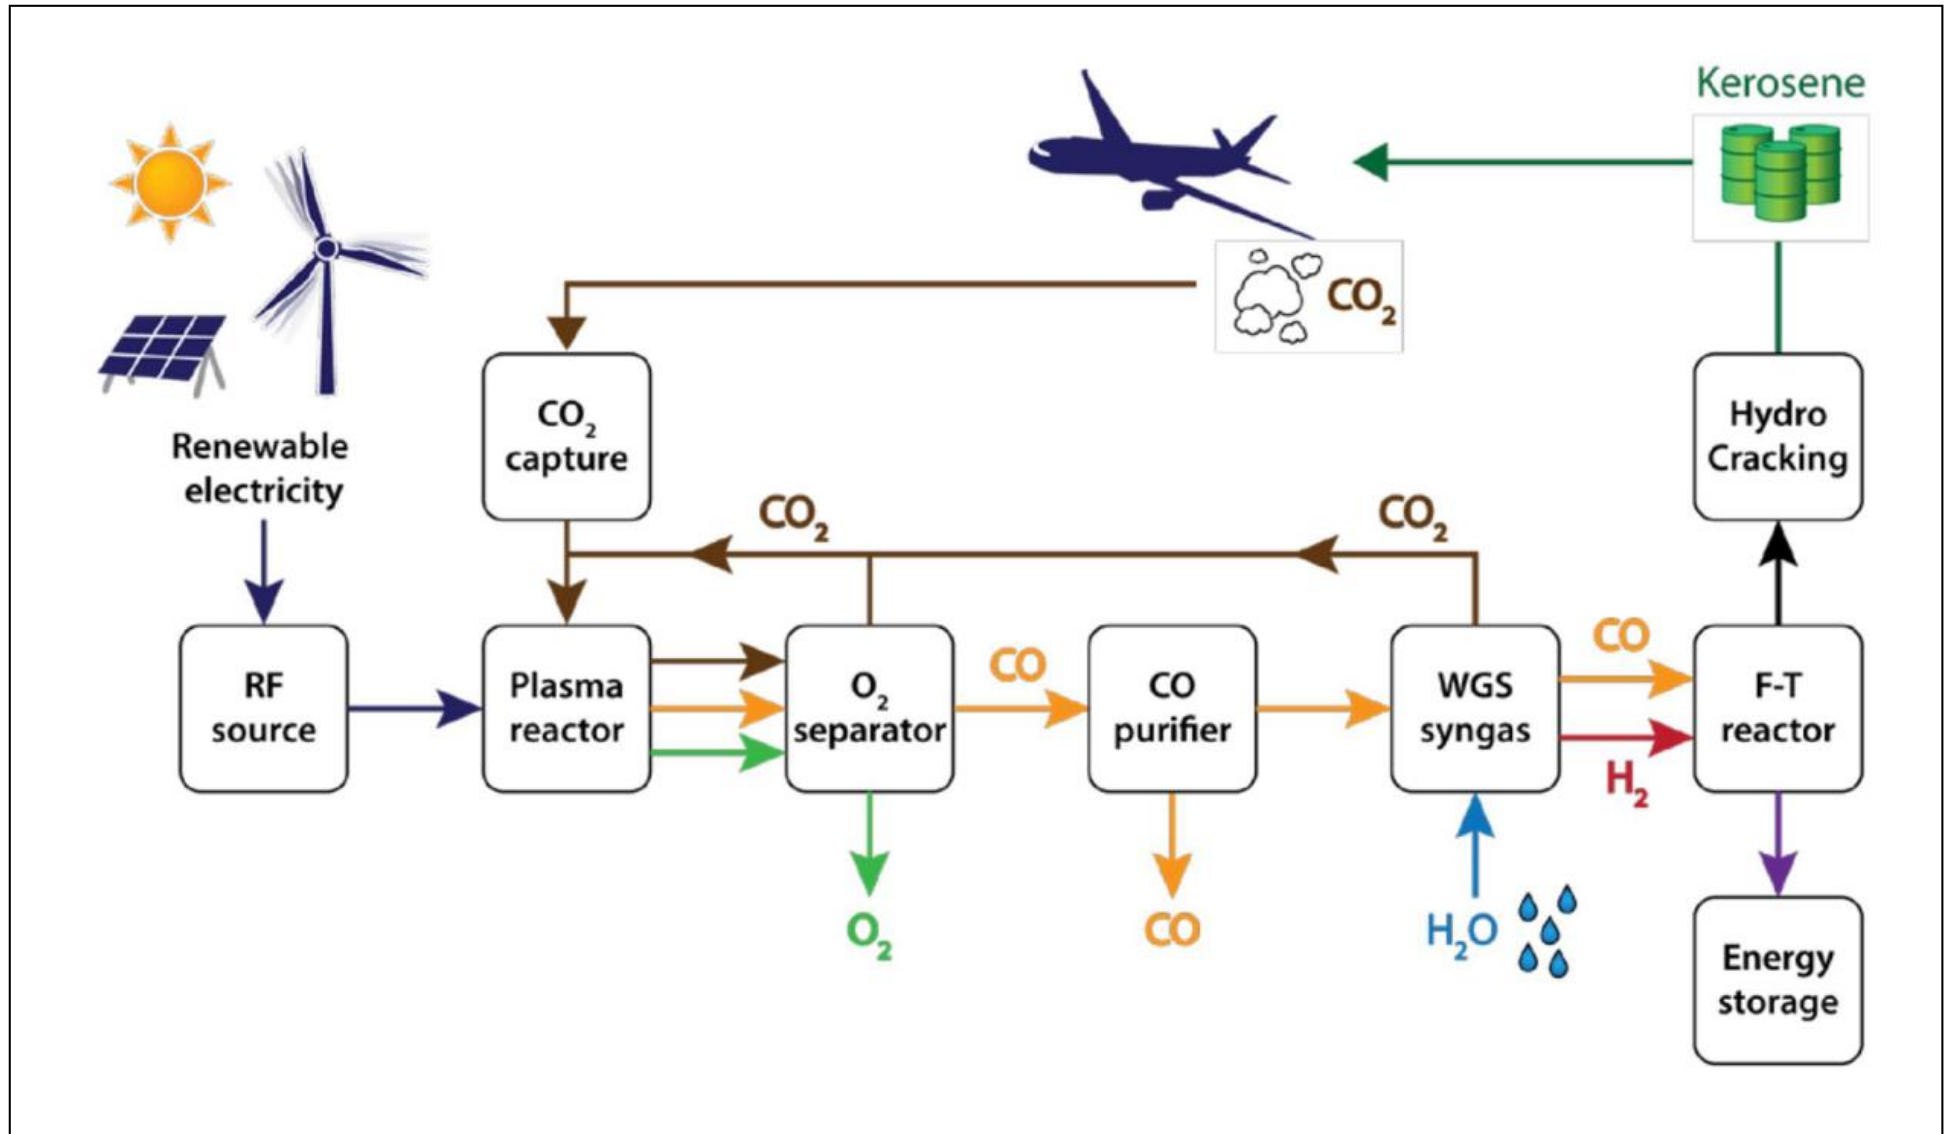 Kerosene
CO₂
CO₂
capture
Hydro
Cracking
Renewable
electricity
CO₂
CO₂
RF
source
Plasma
reactor
O₂
separator
CO
CO
purifier
WGS
syngas
CO
H₂
F-T
reactor
O₂
CO
H₂O
Energy
storage